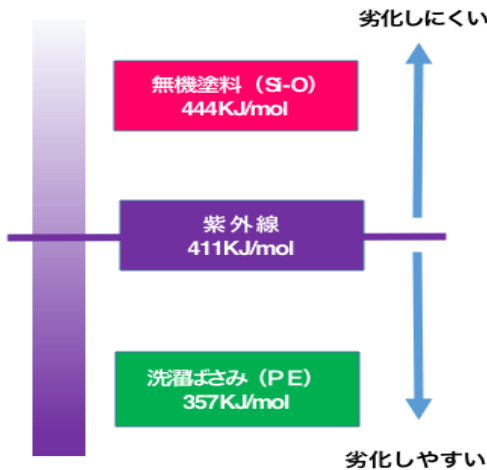 劣化しにくい
無機塗料（Si-O）
444KJ/mol
紫外線
411KJ/mol
洗濯ばさみ（PE）
357KJ/mol
劣化しやすい